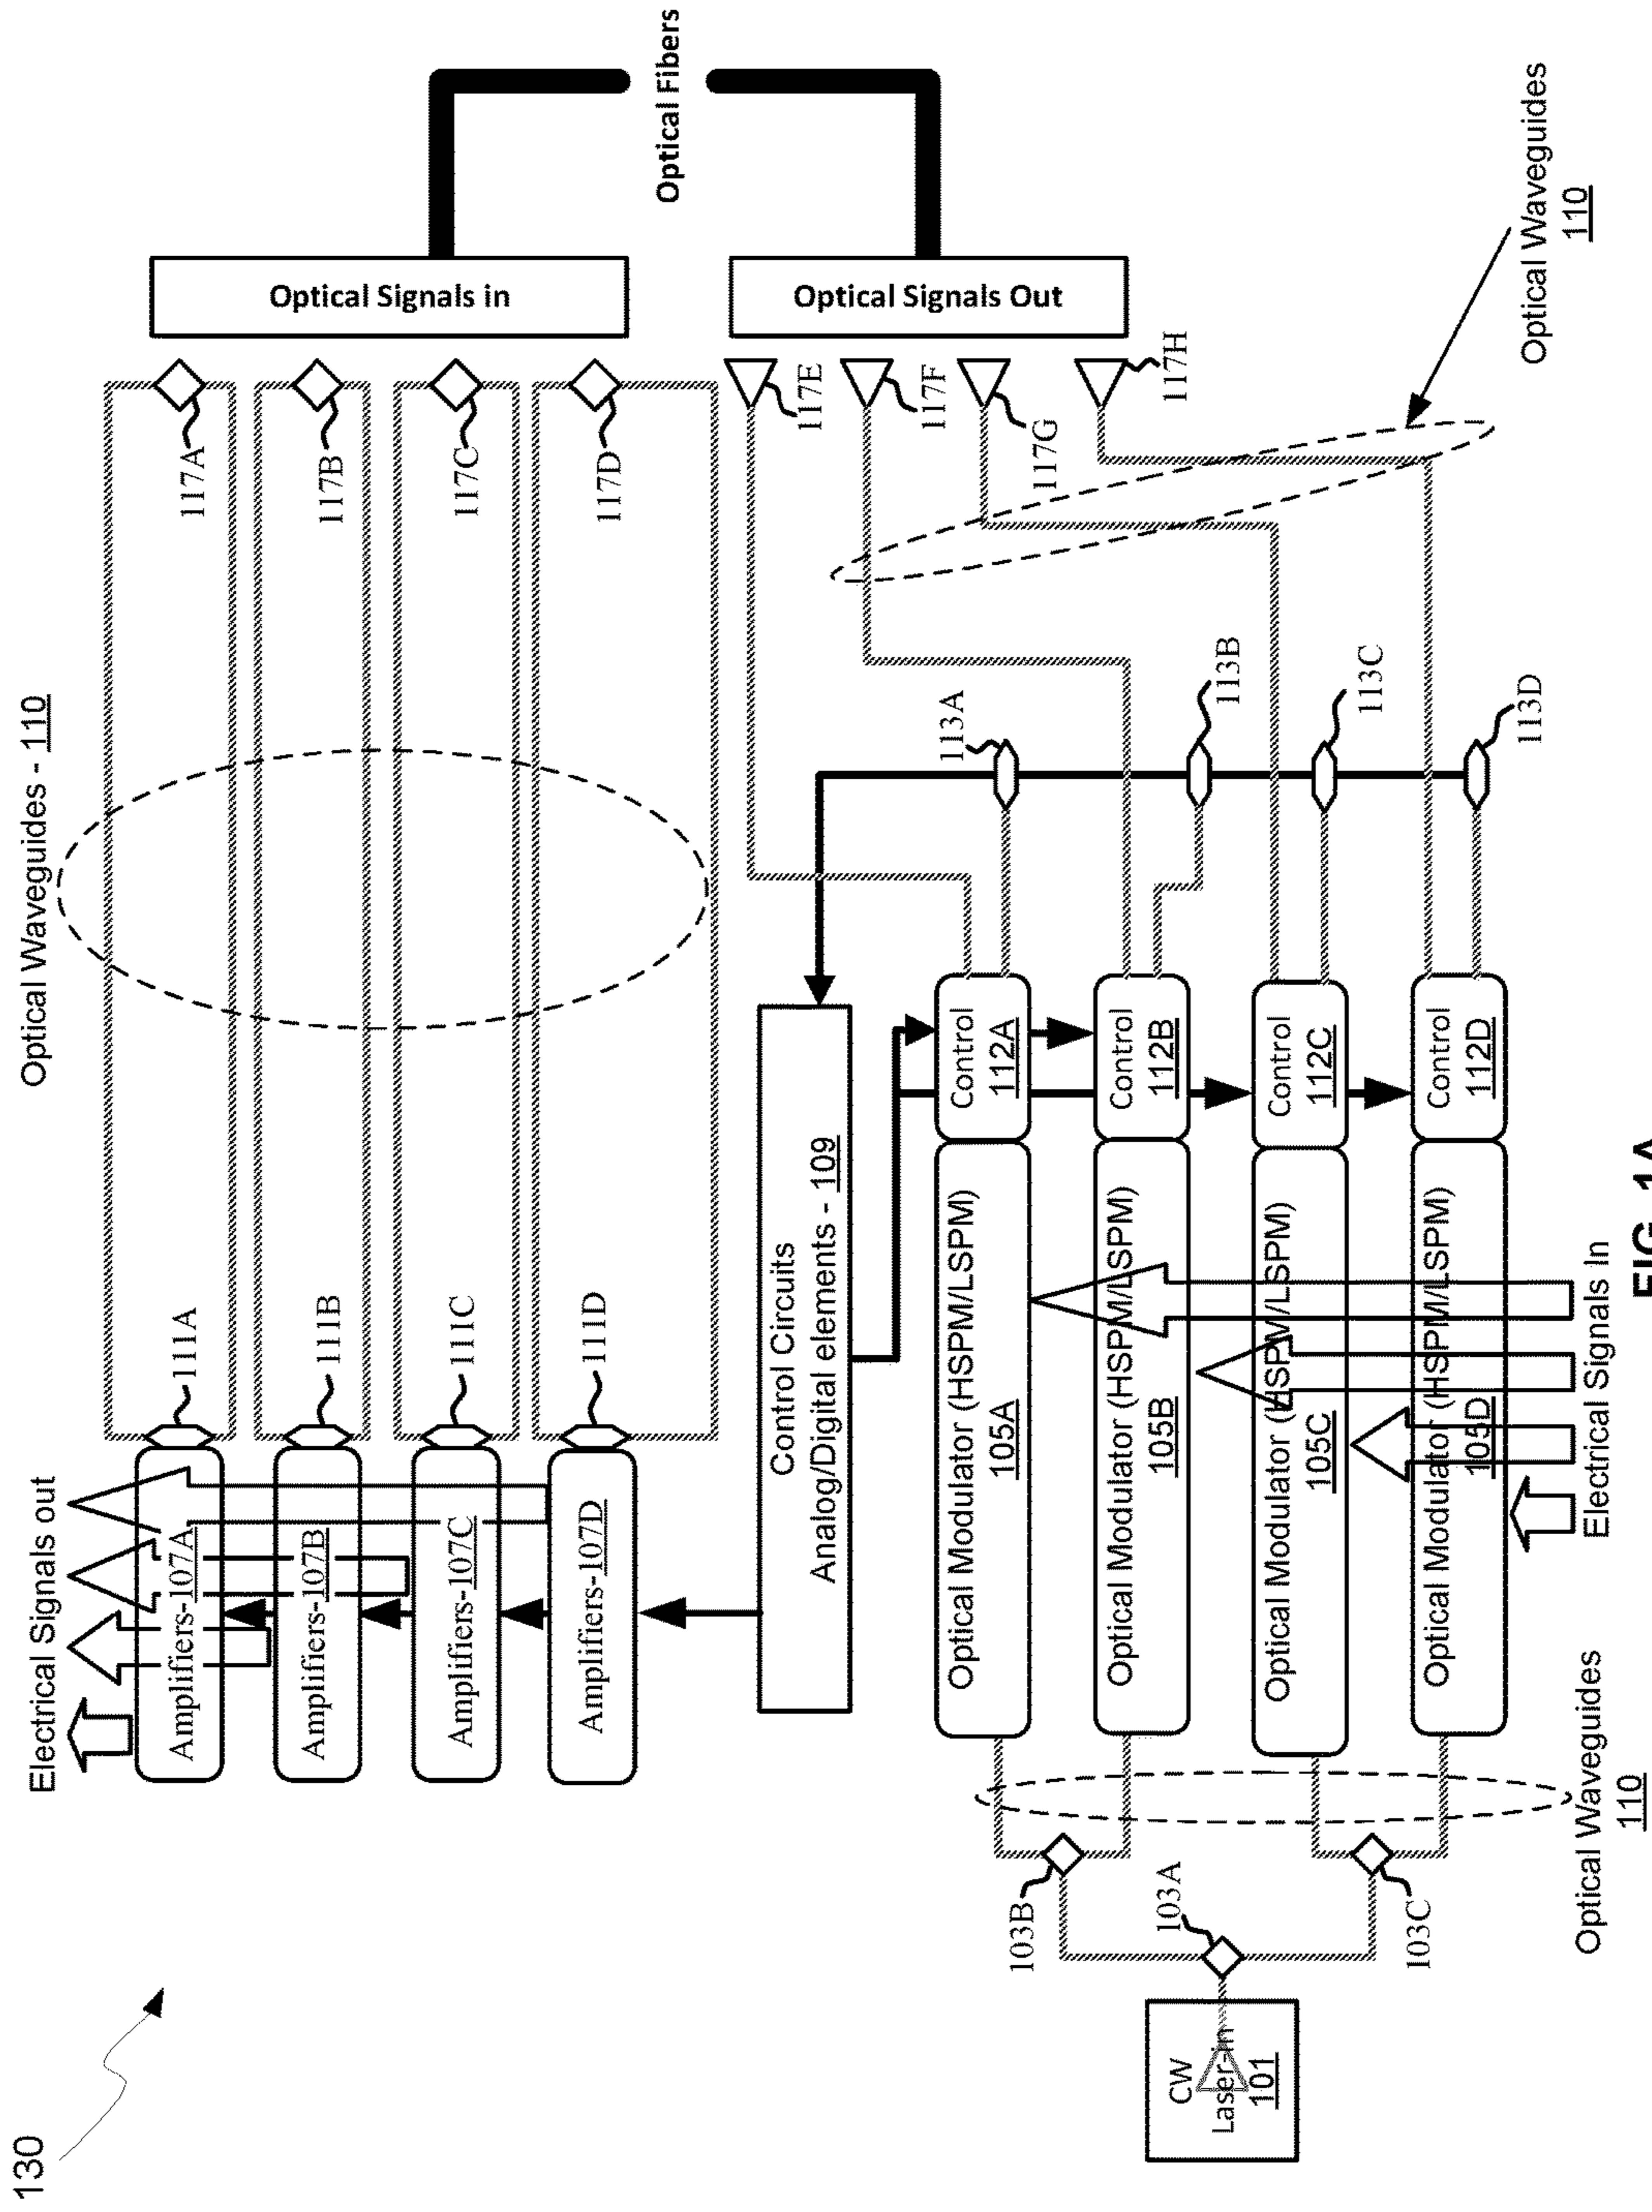 130
Electrical Signals out
Optical Waveguides - 110
Amplifiers-107A
111A
117A
Amplifiers-107B
111B
117B
Amplifiers-107C
111C
117C
Amplifiers-107D
111D
117D
Optical Signals in
Optical Fibers
Control Circuits
Analog/Digital elements - 109
Optical Signals Out
117E
117F
117G
117H
CW
Laser-in
101
103A
103B
103C
Optical Modulator (HSPM/LSPM)
105A
Control
112A
113A
Optical Modulator (HSPM/LSPM)
105B
Control
112B
113B
Optical Modulator (HSPM/LSPM)
105C
Control
112C
113C
Optical Modulator (HSPM/LSPM)
105D
Control
112D
113D
Optical Waveguides
110
Electrical Signals In
Optical Waveguides
110
FIG. 1A